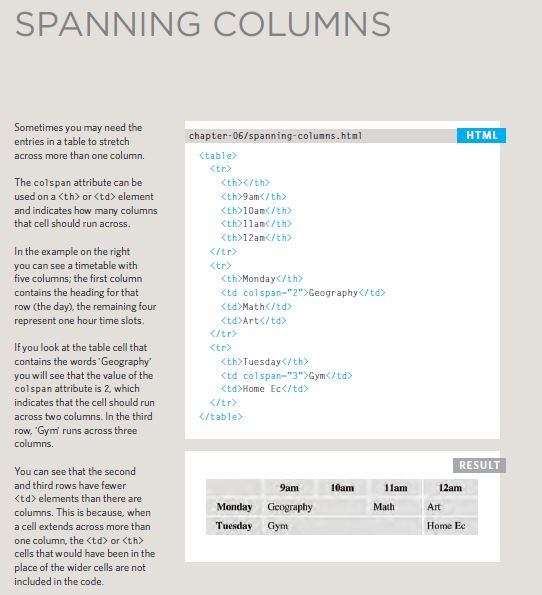 SPANNING COLUMNS
Sometimes you may need the
entries in a table to stretch
across more than one column.
The colspan attribute can be
used on a <th> or <td> element
and indicates how many columns
that cell should run across.
In the example on the right
you can see a timetable with
five columns; the first column
contains the heading for that
row (the day), the remaining four
represent one hour time slots.
If you look at the table cell that
contains the words 'Geography'
you will see that the value of the
colspan attribute is 2, which
indicates that the cell should run
across two columns. In the third
row, 'Gym' runs across three
columns.
You can see that the second
and third rows have fewer
<td> elements than there are
columns. This is because, when
a cell extends across more than
one column, the <td> or <th>
cells that would have been in the
place of the wider cells are not
included in the code.
chapter-06/spanning-columns.html HTML
<table>
<tr>
<th></th>
<th>9am</th>
<th>10am</th>
<th>11am</th>
<th>12am</th>
</tr>
<tr>
<th>Monday</th>
<td colspan="2">Geography</td>
<td>Math</td>
<td>Art</td>
</tr>
<tr>
<th>Tuesday</th>
<td colspan="3">Gym</td>
<td>Home Ec</td>
</tr>
</table>
RESULT
9am 10am 11am 12am
Monday Geography Math Art
Tuesday Gym Home Ec